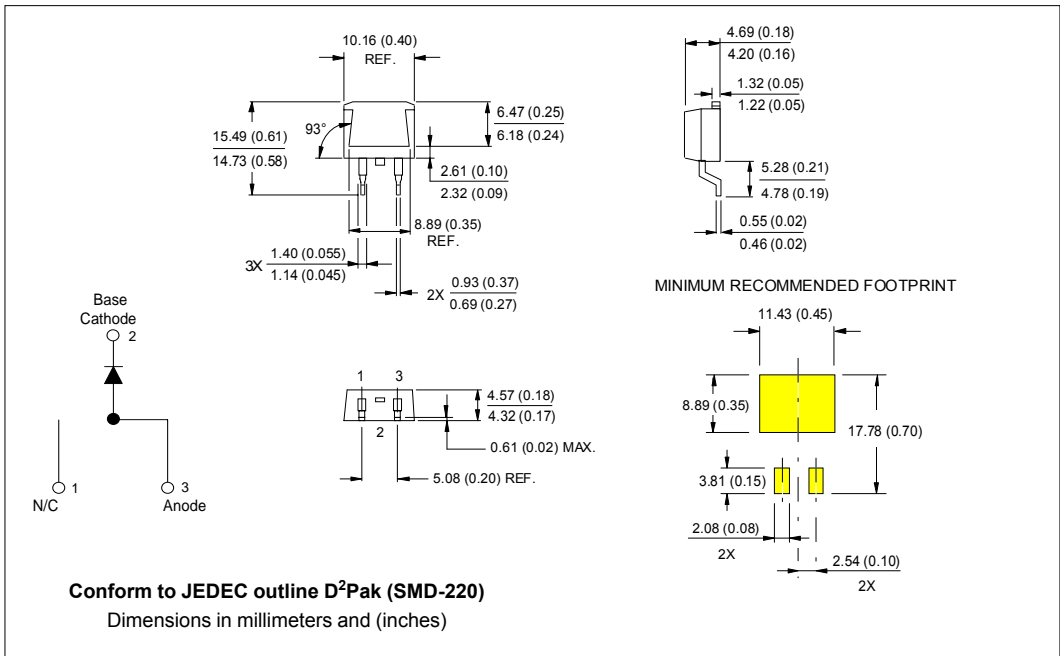 10.16 (0.40)
REF.
15.49 (0.61)
14.73 (0.58)
93°
6.47 (0.25)
6.18 (0.24)
2.61 (0.10)
2.32 (0.09)
8.89 (0.35)
REF.
3X
1.40 (0.055)
1.14 (0.045)
2X
0.93 (0.37)
0.69 (0.27)
4.69 (0.18)
4.20 (0.16)
1.32 (0.05)
1.22 (0.05)
5.28 (0.21)
4.78 (0.19)
0.55 (0.02)
0.46 (0.02)
Base
Cathode
2
1
N/C
3
Anode
1 3
2
4.57 (0.18)
4.32 (0.17)
0.61 (0.02) MAX.
5.08 (0.20) REF.
MINIMUM RECOMMENDED FOOTPRINT
11.43 (0.45)
8.89 (0.35)
17.78 (0.70)
3.81 (0.15)
2.08 (0.08)
2X
2.54 (0.10)
2X
Conform to JEDEC outline D²Pak (SMD-220)
Dimensions in millimeters and (inches)